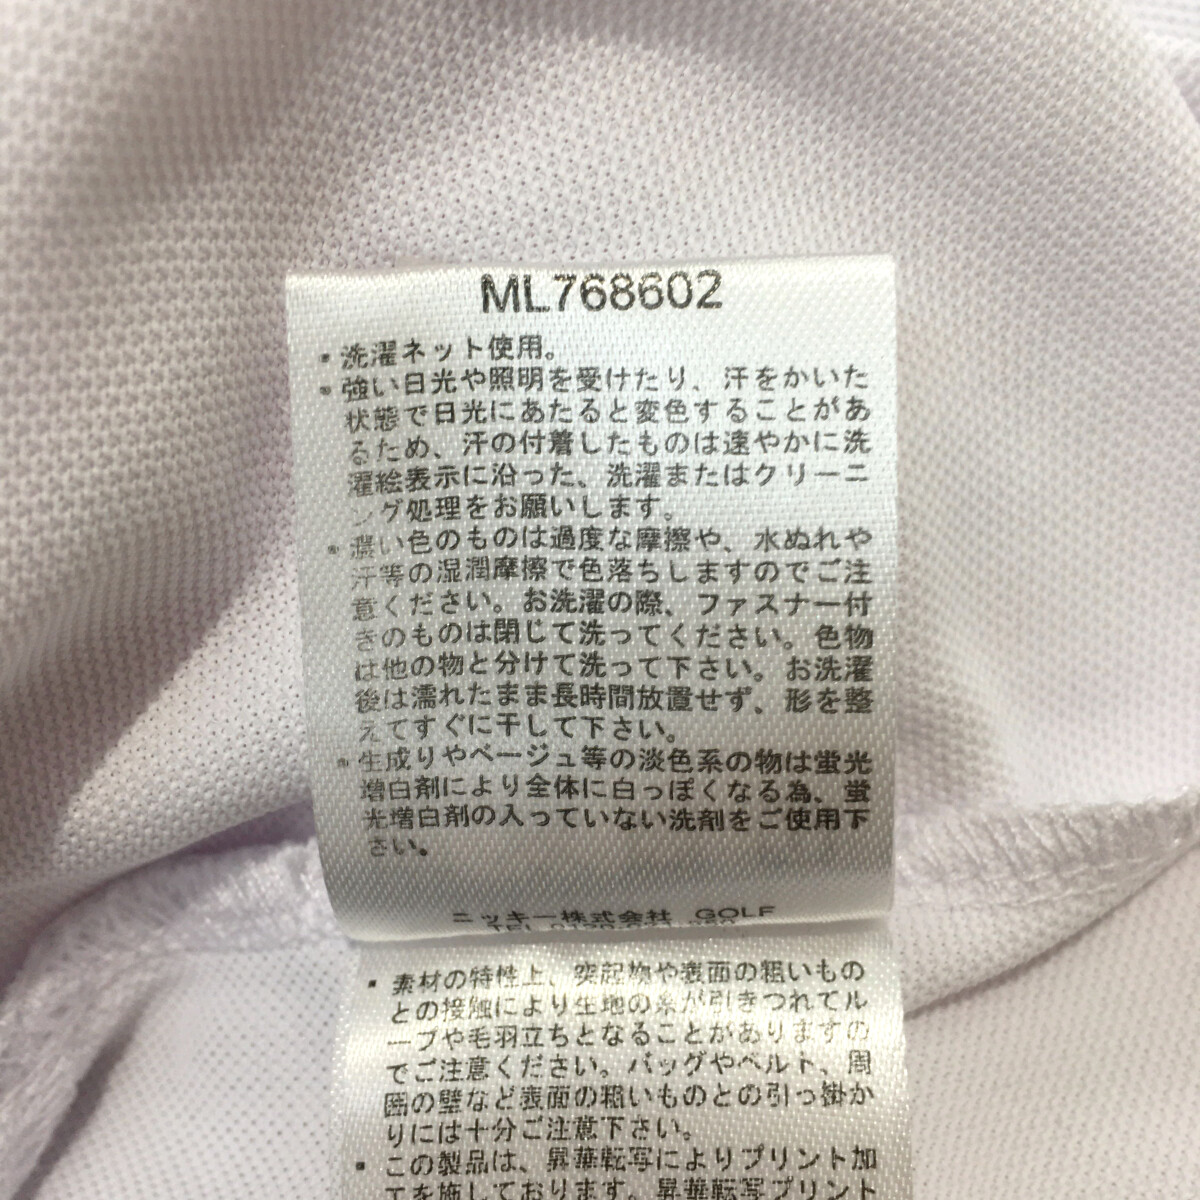 ML768602
・洗濯ネット使用。
・強い日光や照明を受けたり、汗をかいた
状態で日光にあたると変色することがあ
るため、汗の付着したものは速やかに洗
濯絵表示に沿った、洗濯またはクリーニ
ング処理をお願いします。
・濃い色のものは過度な摩擦や、水ぬれや
汗等の湿潤摩擦で色落ちしますのでご注
意ください。お洗濯の際、ファスナー付
きのものは閉じて洗ってください。色物
は他の物と分けて洗って下さい。お洗濯
後は濡れたまま長時間放置せず、形を整
えてすぐに干して下さい。
・生成りやベージュ等の淡色系の物は蛍光
増白剤により全体に白っぽくなる為、蛍
光増白剤の入っていない洗剤をご使用下
さい。
ニッキー株式会社 GOLF
TEL
・素材の特性上、突起物や表面の粗いもの
との接触により生地の糸が引きつれてル
ープや毛羽立ちとなることがありますの
でご注意ください。バッグやベルト、周
囲の壁など表面の粗いものとの引っ掛か
りには十分ご注意下さい。
・この製品は、昇華転写によりプリント加
工を施しております。昇華転写プリント